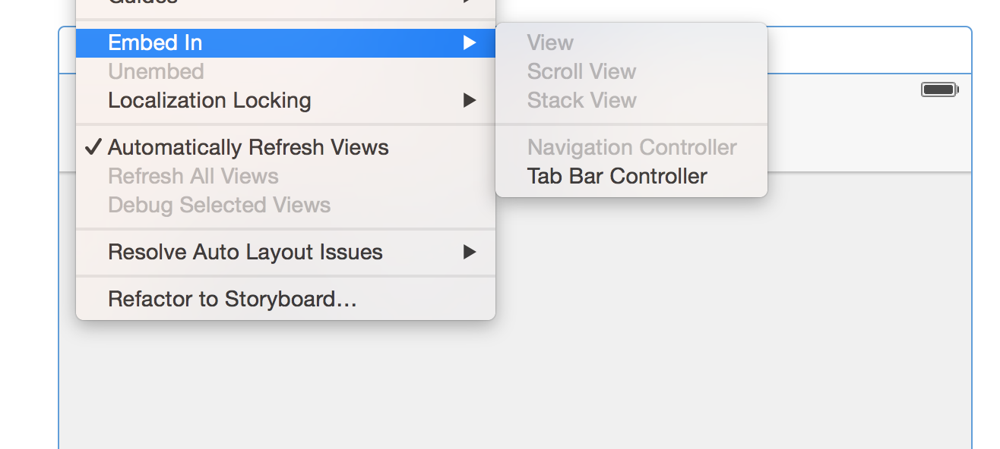 Guides
Embed In
Unembed
Localization Locking
Automatically Refresh Views
Refresh All Views
Debug Selected Views
Resolve Auto Layout Issues
Refactor to Storyboard...
View
Scroll View
Stack View
Navigation Controller
Tab Bar Controller